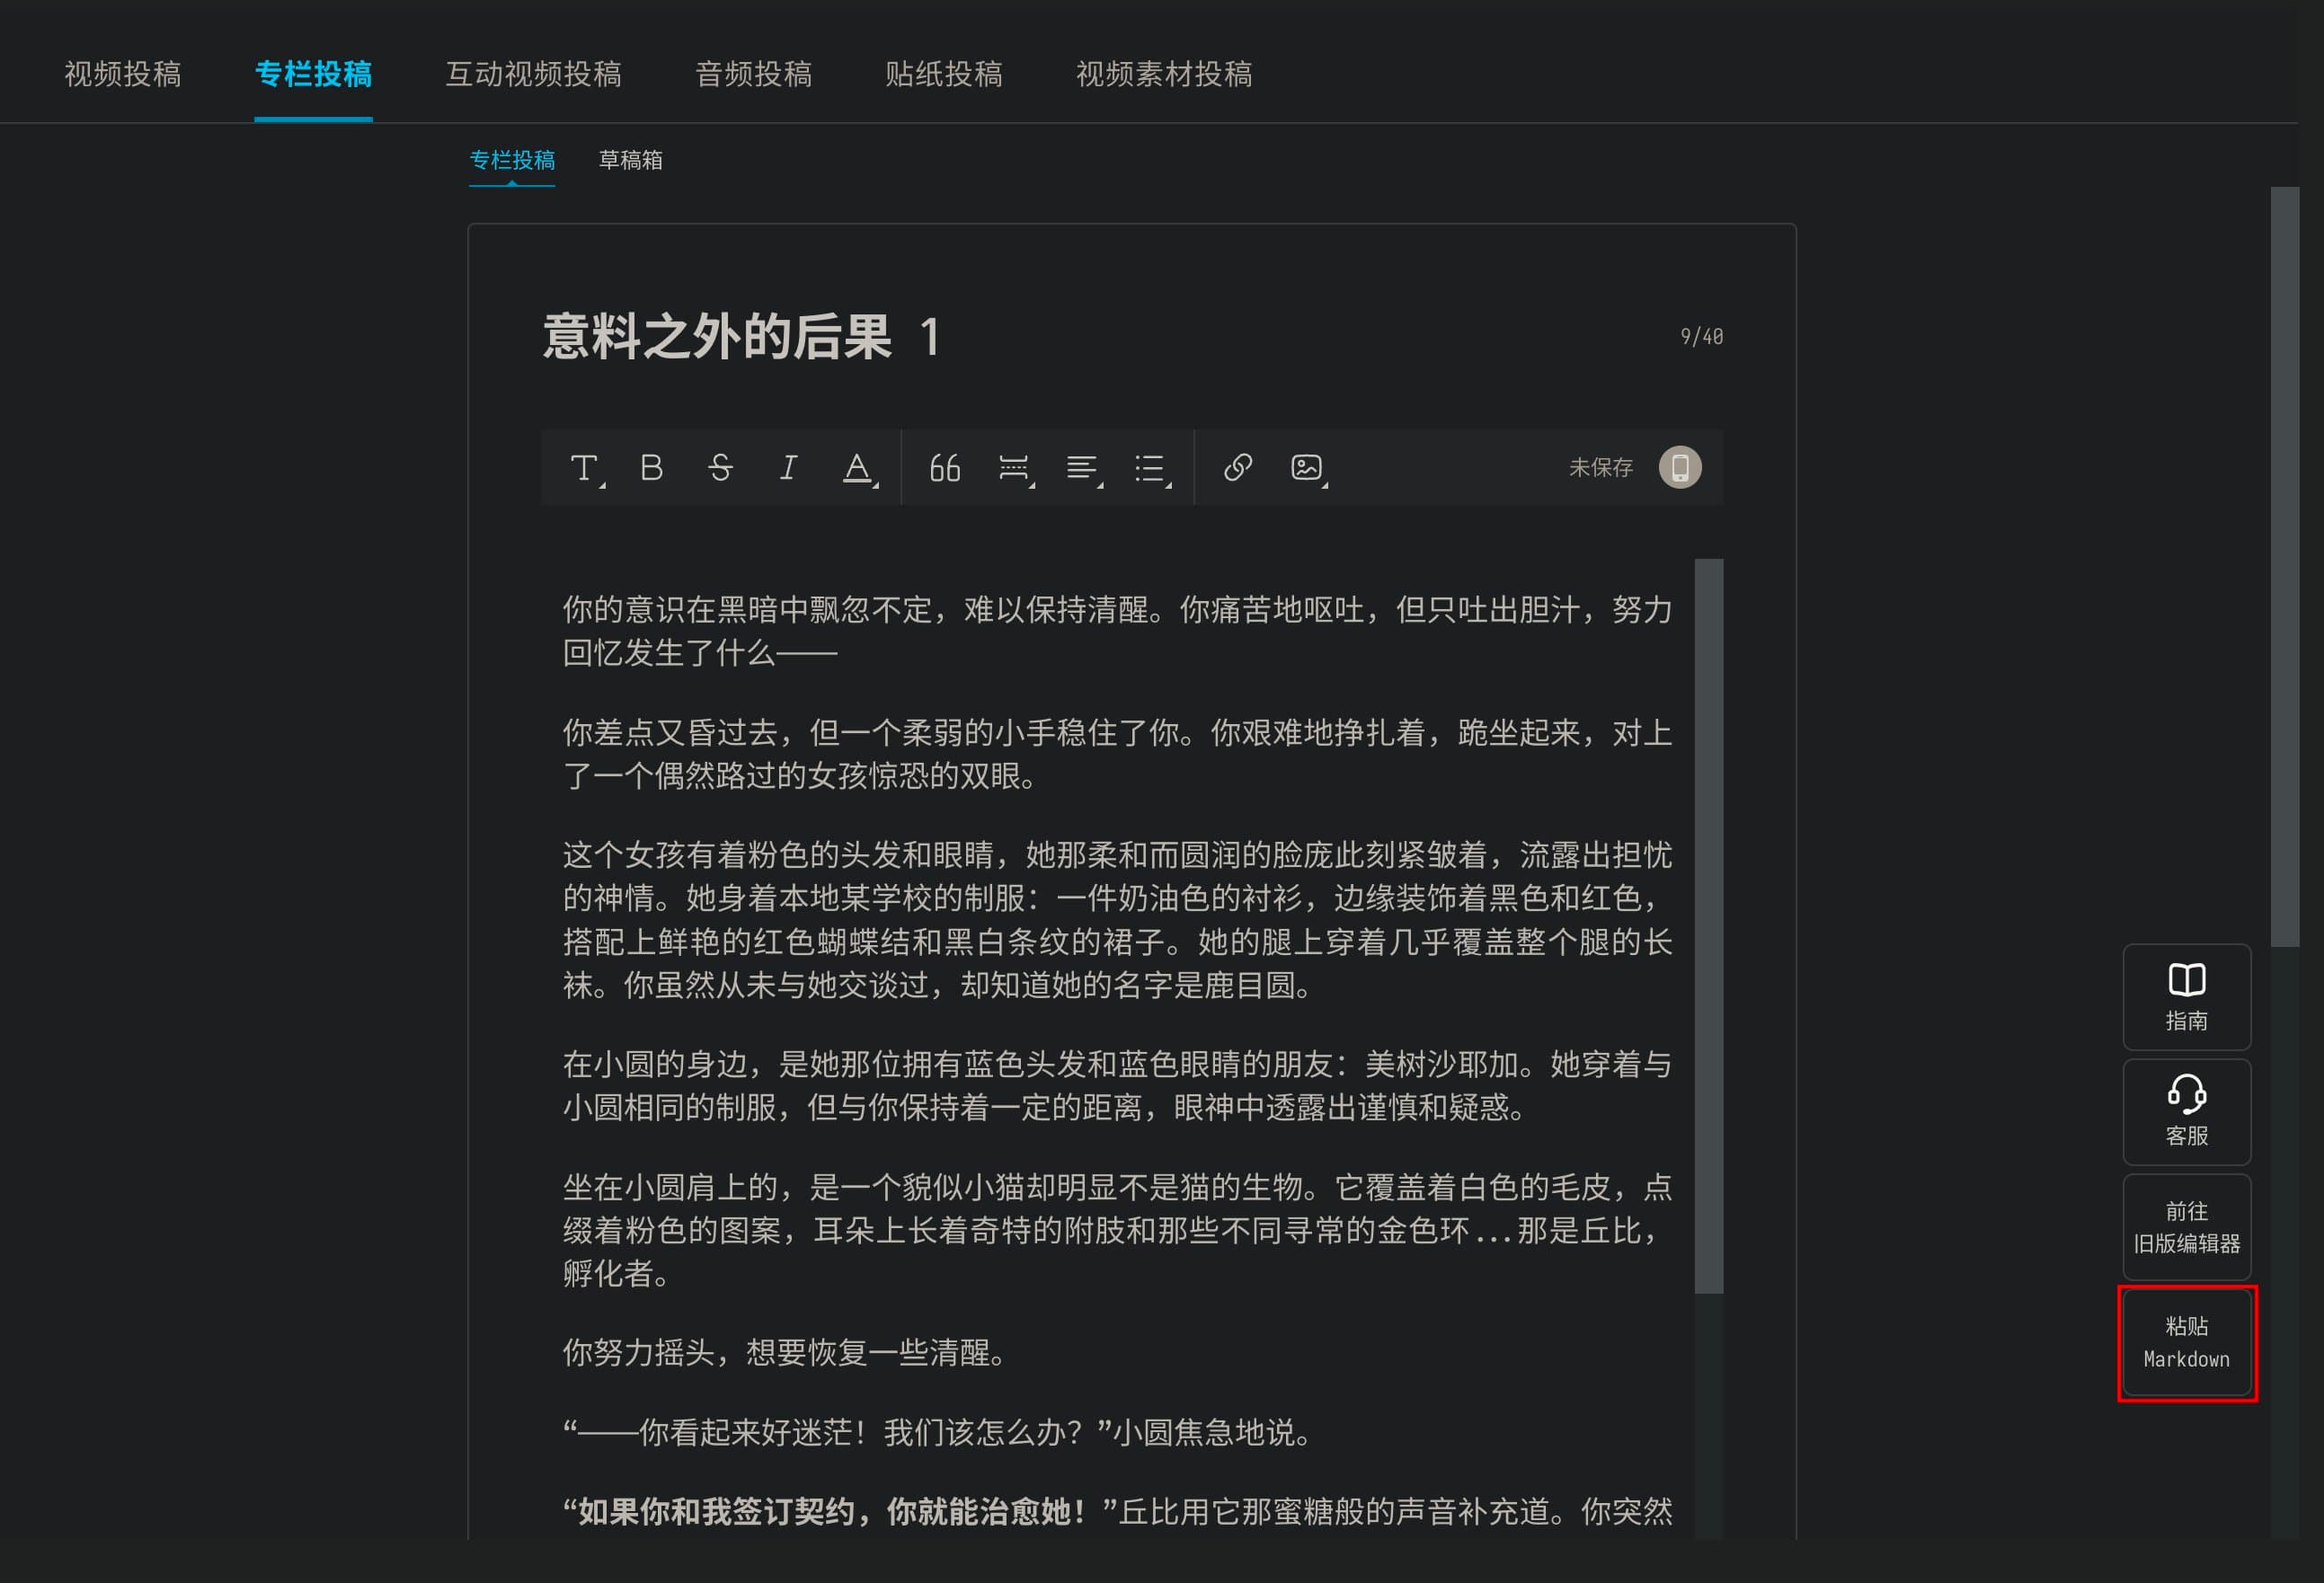 视频投稿 专栏投稿 互动视频投稿 音频投稿 贴纸投稿 视频素材投稿
专栏投稿 草稿箱
意料之外的后果 1
9/40
未保存
你的意识在黑暗中飘忽不定，难以保持清醒。你痛苦地呕吐，但只吐出胆汁，努力
回忆发生了什么——
你差点又昏过去，但一个柔弱的小手稳住了你。你艰难地挣扎着，跪坐起来，对上
了一个偶然路过的女孩惊恐的双眼。
这个女孩有着粉色的头发和眼睛，她那柔和而圆润的脸庞此刻紧皱着，流露出担忧
的神情。她身着本地某学校的制服：一件奶油色的衬衫，边缘装饰着黑色和红色，
搭配上鲜艳的红色蝴蝶结和黑白条纹的裙子。她的腿上穿着几乎覆盖整个腿的长
袜。你虽然从未与她交谈过，却知道她的名字是鹿目圆。
在小圆的身边，是她那位拥有蓝色头发和蓝色眼睛的朋友：美树沙耶加。她穿着与
小圆相同的制服，但与你保持着一定的距离，眼神中透露出谨慎和疑惑。
坐在小圆肩上的，是一个貌似小猫却明显不是猫的生物。它覆盖着白色的毛皮，点
缀着粉色的图案，耳朵上长着奇特的附肢和那些不同寻常的金色环...那是丘比，
孵化者。
你努力摇头，想要恢复一些清醒。
“——你看起来好迷茫！我们该怎么办？”小圆焦急地说。
“如果你和我签订契约，你就能治愈她！”丘比用它那蜜糖般的声音补充道。你突然
指南
客服
前往
旧版编辑器
粘贴
Markdown